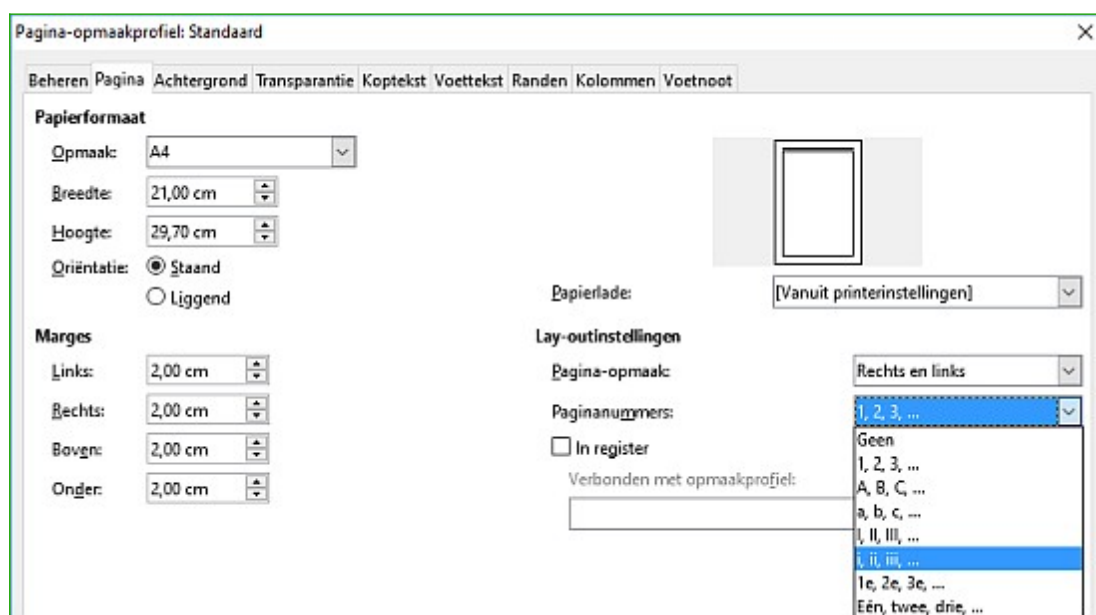 Pagina-opmaakprofiel: Standaard
Beheren Pagina Achtergrond Transparantie Koptekst Voettekst Randen Kolommen Voetnoot
Papierformaat
Opmaak: A4
Breedte: 21,00 cm
Hoogte: 29,70 cm
Oriëntatie: Staand
Liggend
Papierlade: [Vanuit printerinstellingen]
Marges
Links: 2,00 cm
Rechts: 2,00 cm
Boven: 2,00 cm
Onder: 2,00 cm
Lay-outinstellingen
Pagina-opmaak: Rechts en links
Paginanummers: 1, 2, 3, ...
In register
Verbonden met opmaakprofiel:
Geen
1, 2, 3, ...
A, B, C, ...
a, b, c, ...
I, II, III, ...
i, ii, iii, ...
1e, 2e, 3e, ...
Eén, twee, drie, ...